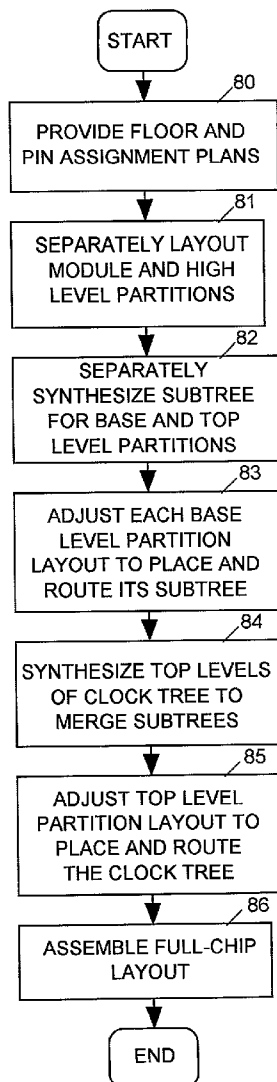 START
80
PROVIDE FLOOR AND
PIN ASSIGNMENT PLANS
81
SEPARATELY LAYOUT
MODULE AND HIGH
LEVEL PARTITIONS
82
SEPARATELY
SYNTHESIZE SUBTREE
FOR BASE AND TOP
LEVEL PARTITIONS
83
ADJUST EACH BASE
LEVEL PARTITION
LAYOUT TO PLACE AND
ROUTE ITS SUBTREE
84
SYNTHESIZE TOP LEVELS
OF CLOCK TREE TO
MERGE SUBTREES
85
ADJUST TOP LEVEL
PARTITION LAYOUT TO
PLACE AND ROUTE
THE CLOCK TREE
86
ASSEMBLE FULL-CHIP
LAYOUT
END